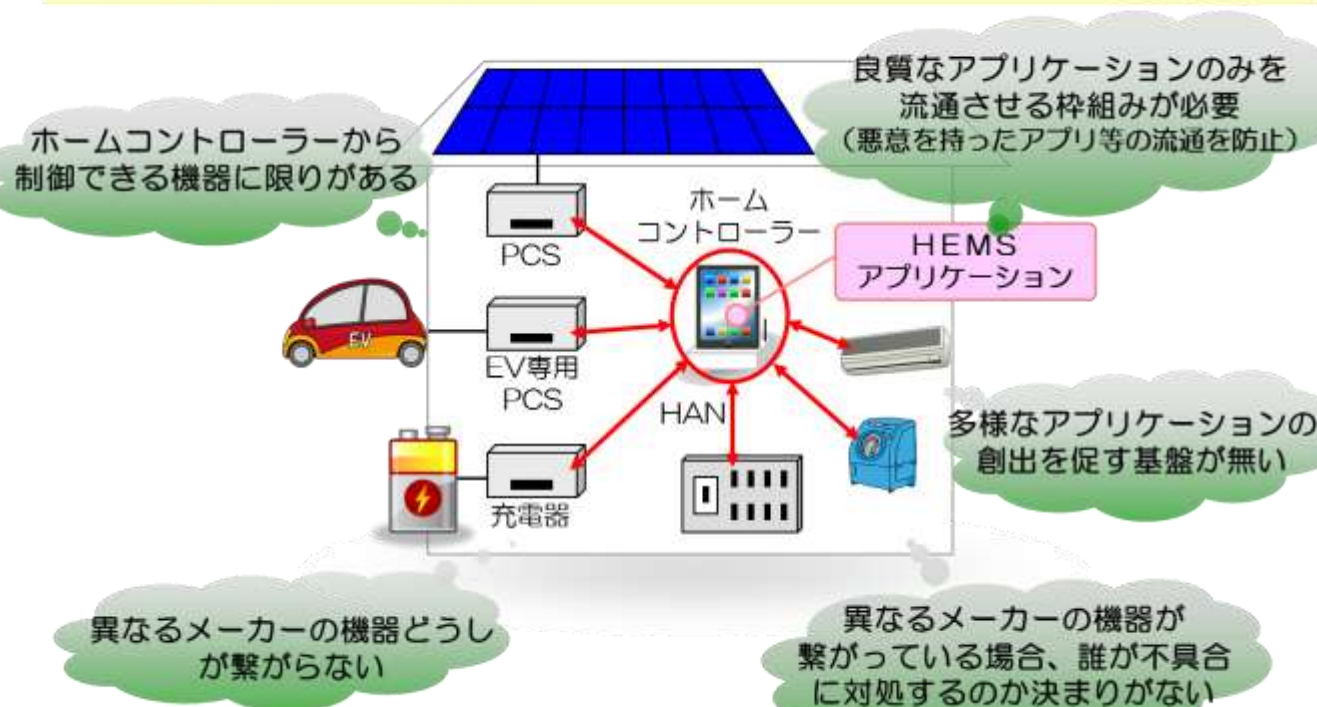 良質なアプリケーションのみを
流通させる枠組みが必要
(悪意を持ったアプリ等の流通を防止)
ホームコントローラーから
制御できる機器に限りがある
ホーム
コントローラー
PCS
HEMS
アプリケーション
EV
EV専用
PCS
HAN
充電器
多様なアプリケーションの
創出を促す基盤が無い
異なるメーカーの機器どうし
が繋がらない
異なるメーカーの機器が
繋がっている場合、誰が不具合
に対処するのか決まりがない